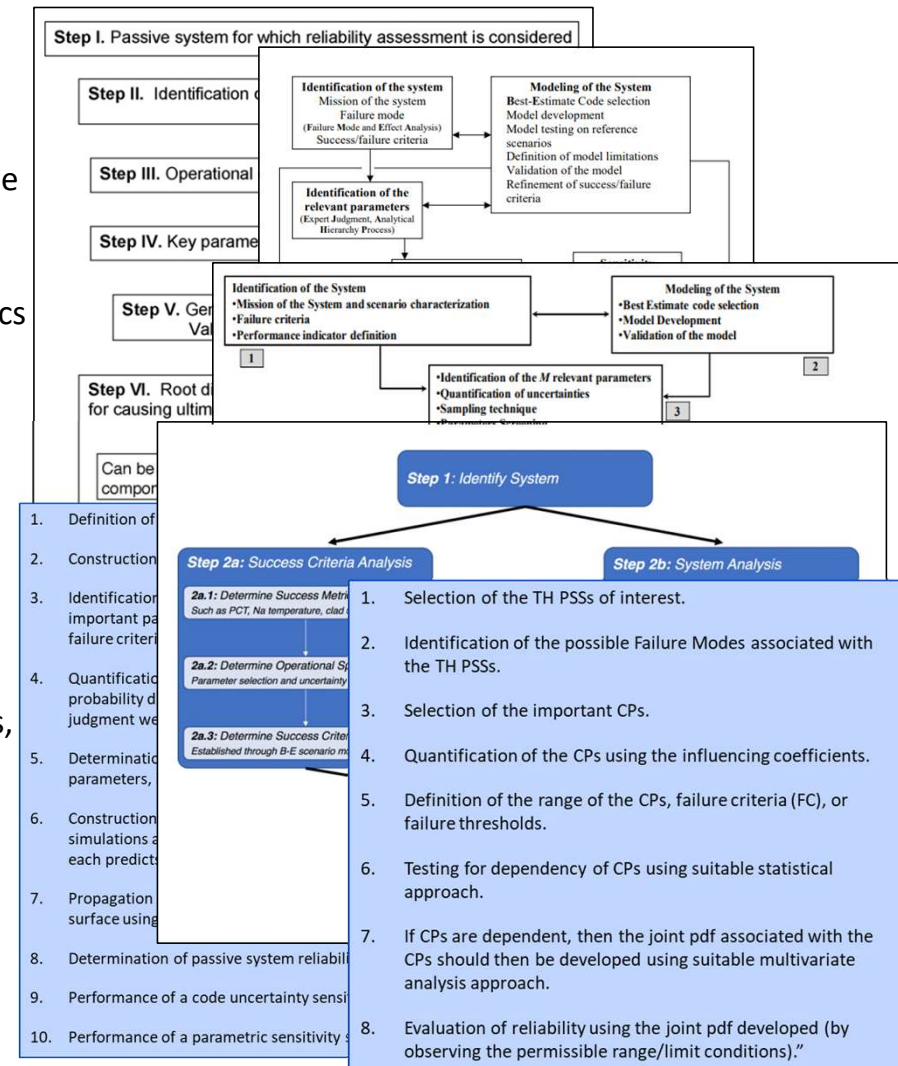 Step I. Passive system for which reliability assessment is considered
Step II. Identification
Step III. Operational
Step IV. Key parame
Step V. Ger
Val
Step VI. Root di
for causing ultim
Can be
compor
e
cs
s,
Identification of the system
Mission of the system
Failure mode
(Failure Mode and Effect Analysis)
Success/failure criteria
Modeling of the System
Best-Estimate Code selection
Model development
Model testing on reference
scenarios
Definition of model limitations
Validation of the model
Refinement of success/failure
criteria
Identification of the
relevant parameters
(Expert Judgment, Analytical
Hierarchy Process)
Sensitivity
Identification of the System
•Mission of the System and scenario characterization
•Failure criteria
•Performance indicator definition
1
Modeling of the System
•Best Estimate code selection
•Model Development
•Validation of the model
2
•Identification of the M relevant parameters
•Quantification of uncertainties
•Sampling technique
•Parameters Screening
3
Step 1: Identify System
Step 2a: Success Criteria Analysis
2a.1: Determine Success Metri
Such as PCT, Na temperature, clad
2a.2: Determine Operational Sp
Parameter selection and uncertainty
2a.3: Determine Success Crite
Established through B-E scenario mo
Step 2b: System Analysis
1. Definition of
2. Construction
3. Identification
important pa
failure criteri
4. Quantificatio
probability d
judgment we
5. Determinatio
parameters,
6. Construction
simulations a
each predicts
7. Propagation
surface using
8. Determination of passive system reliabili
9. Performance of a code uncertainty sensi
10. Performance of a parametric sensitivity s
1. Selection of the TH PSSs of interest.
2. Identification of the possible Failure Modes associated with
the TH PSSs.
3. Selection of the important CPs.
4. Quantification of the CPs using the influencing coefficients.
5. Definition of the range of the CPs, failure criteria (FC), or
failure thresholds.
6. Testing for dependency of CPs using suitable statistical
approach.
7. If CPs are dependent, then the joint pdf associated with the
CPs should then be developed using suitable multivariate
analysis approach.
8. Evaluation of reliability using the joint pdf developed (by
observing the permissible range/limit conditions)."